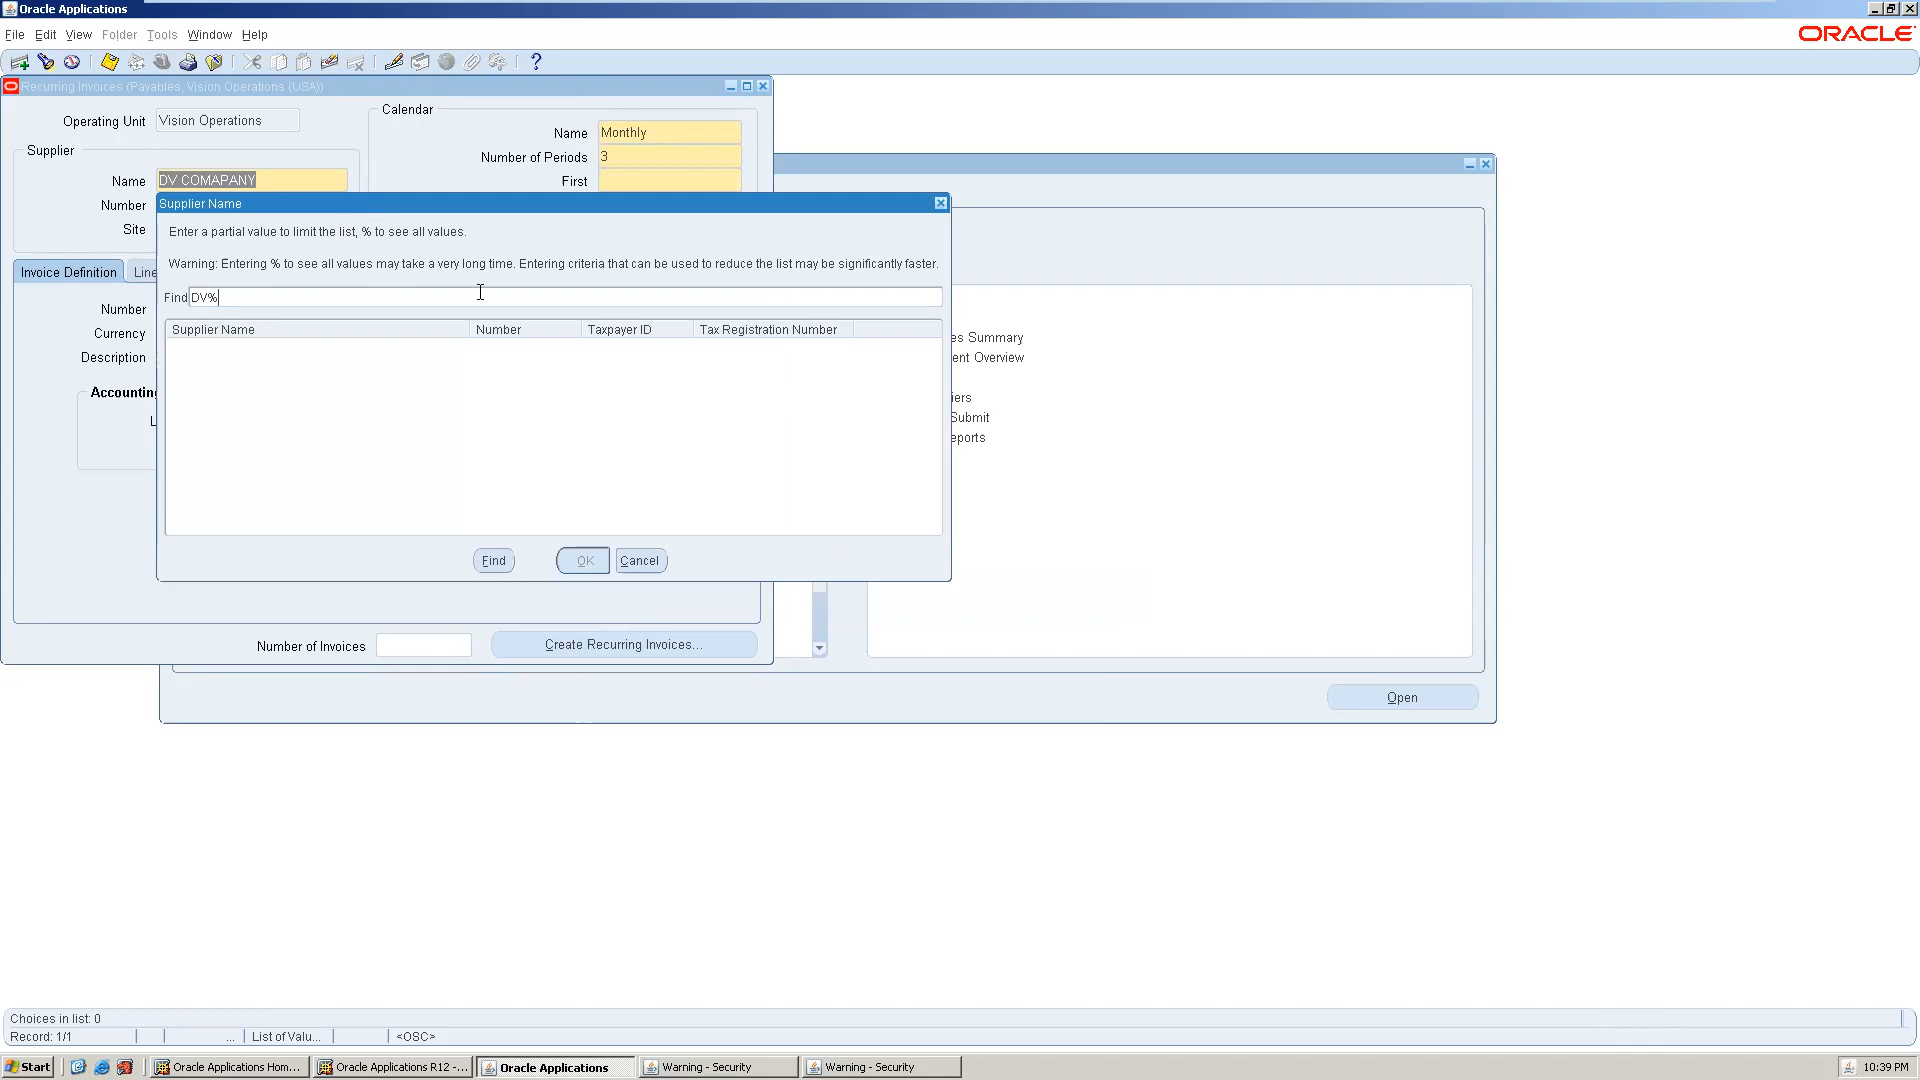 Oracle Applications
File Edit View Folder Tools Window Help
ORACLE
Recurring Invoices (Payables, Vision Operations (USA))
Operating Unit Vision Operations
Supplier
Name DV COMAPANY
Number
Site
Calendar
Name Monthly
Number of Periods 3
First
Supplier Name
Enter a partial value to limit the list, % to see all values.
Warning: Entering % to see all values may take a very long time. Entering criteria that can be used to reduce the list may be significantly faster.
Find DV%
Supplier Name Number Taxpayer ID Tax Registration Number
Find OK Cancel
Invoice Definition Line
Number
Currency
Description
Accounting
L
es Summary
ent Overview
iers
Submit
eports
Number of Invoices Create Recurring Invoices...
Open
Choices in list: 0
Record: 1/1 ... List of Valu... <OSC>
Start Oracle Applications Hom... Oracle Applications R12 -... Oracle Applications Warning - Security Warning - Security 10:39 PM